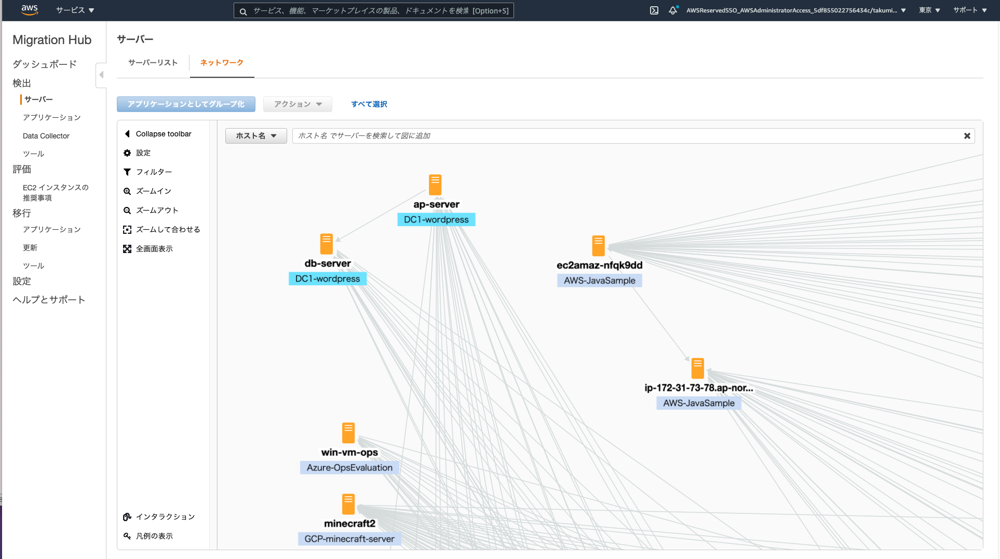 aws サービス ▼ サービス、機能、マーケットプレイスの製品、ドキュメントを検索 [Option+S] AWSReservedSSO_AWSAdministratorAccess_5df855022756434c/takumi... ▼ 東京 ▼ サポート ▼
Migration Hub
ダッシュボード
検出
サーバー
アプリケーション
Data Collector
ツール
評価
EC2 インスタンスの
推奨事項
移行
アプリケーション
更新
ツール
設定
ヘルプとサポート
サーバー
サーバーリスト ネットワーク
アプリケーションとしてグループ化 アクション すべて選択
Collapse toolbar
設定
フィルター
ズームイン
ズームアウト
ズームして合わせる
全画面表示
インタラクション
凡例の表示
ホスト名 ホスト名 でサーバーを検索して図に追加
ap-server
DC1-wordpress
db-server
DC1-wordpress
ec2amaz-nfqk9dd
AWS-JavaSample
ip-172-31-73-78.ap-nor...
AWS-JavaSample
win-vm-ops
Azure-OpsEvaluation
minecraft2
GCP-minecraft-server